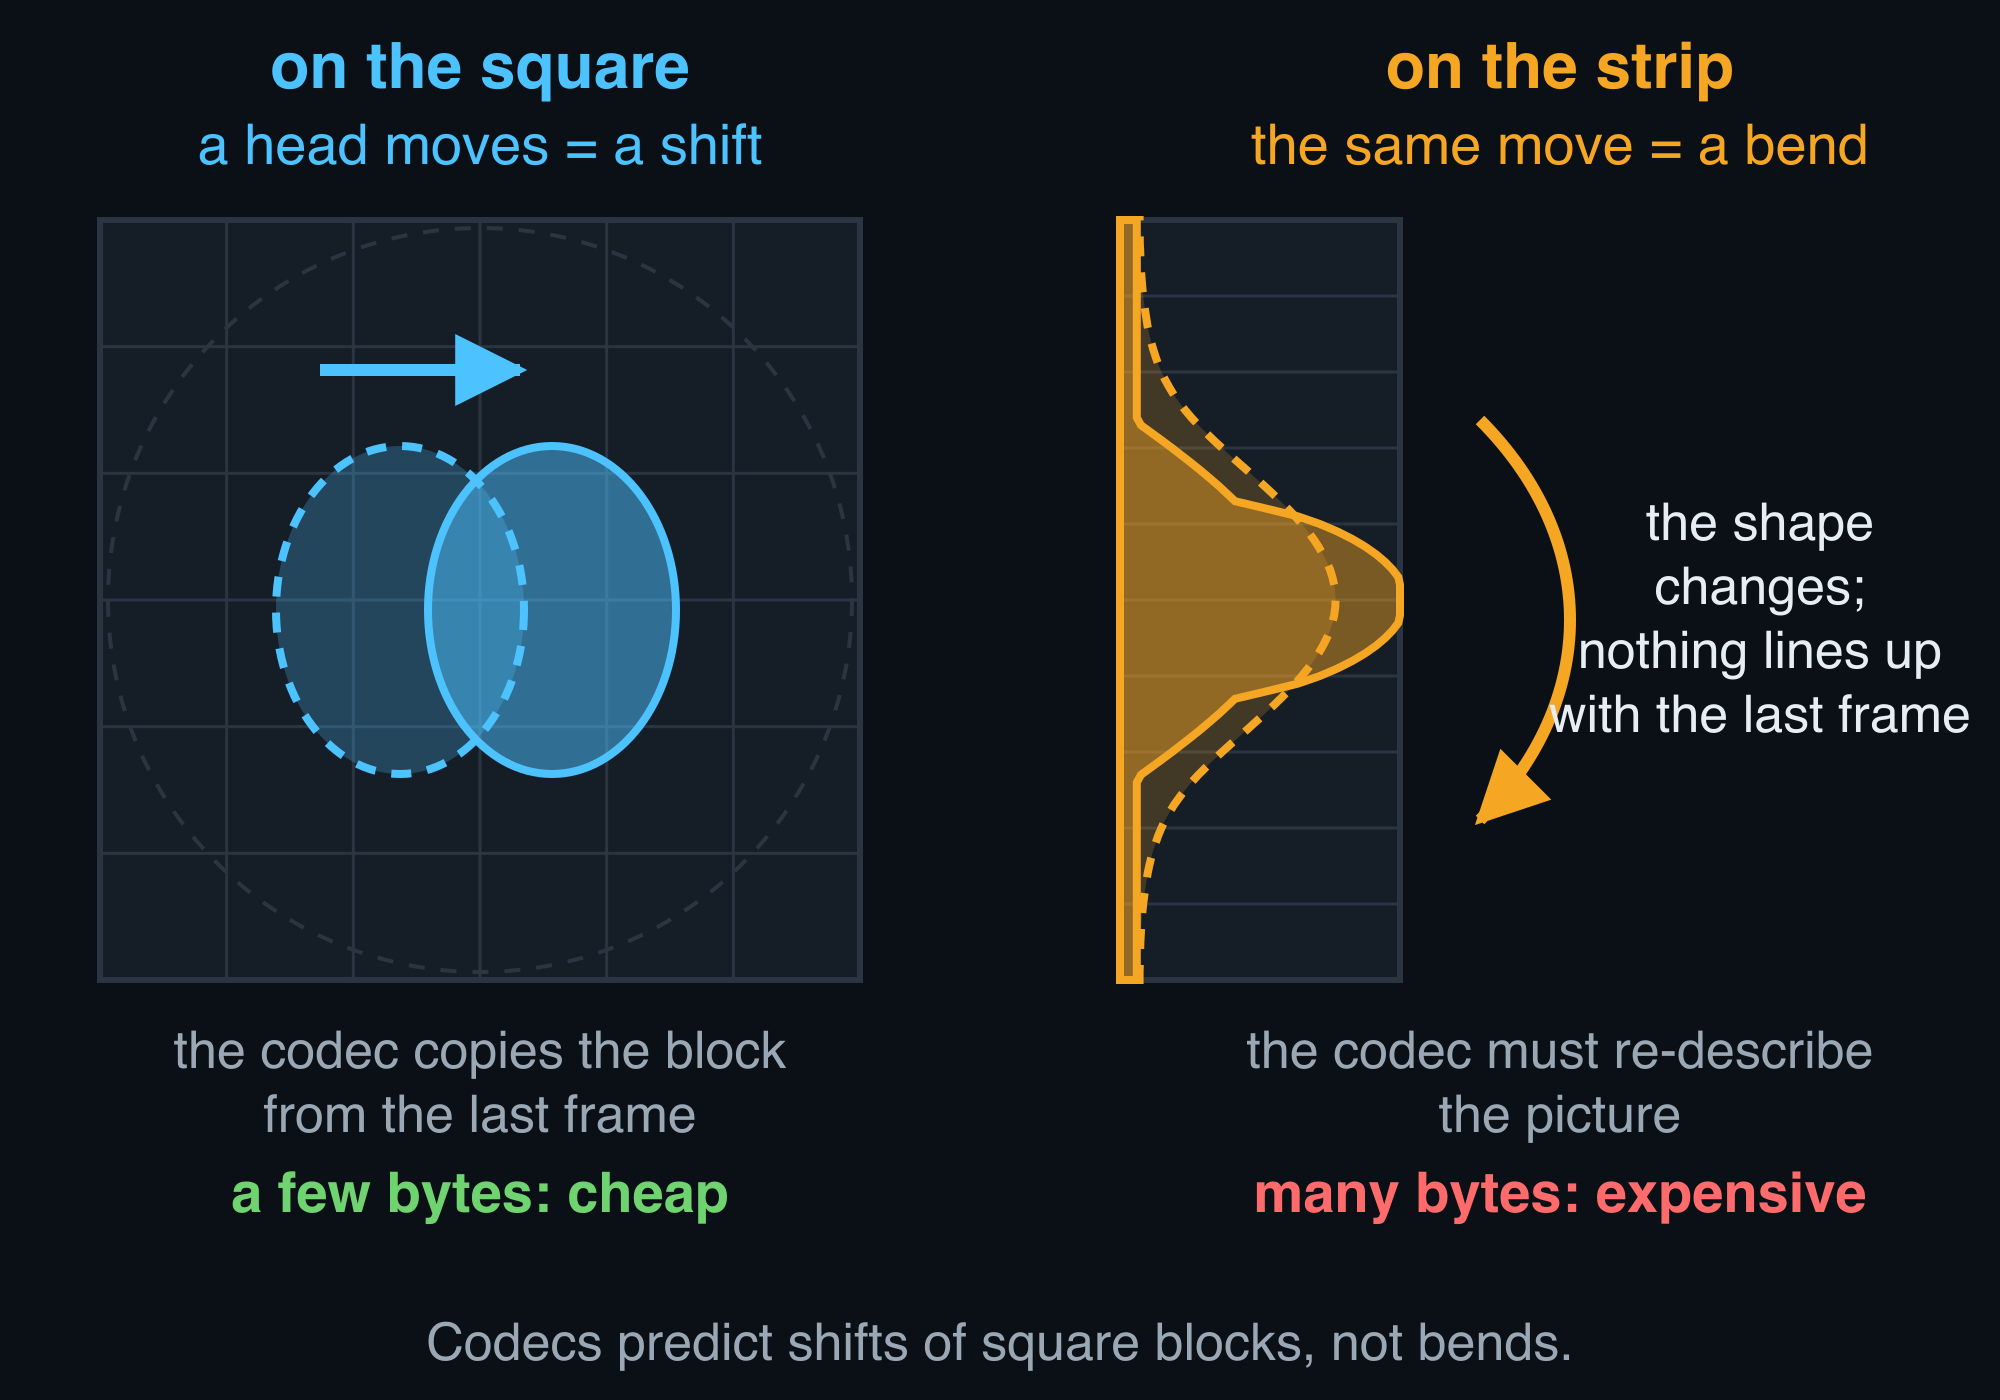 on the square
a head moves = a shift
on the strip
the same move = a bend
the shape
changes;
nothing lines up
with the last frame
the codec copies the block
from the last frame
a few bytes: cheap
the codec must re-describe
the picture
many bytes: expensive
Codecs predict shifts of square blocks, not bends.